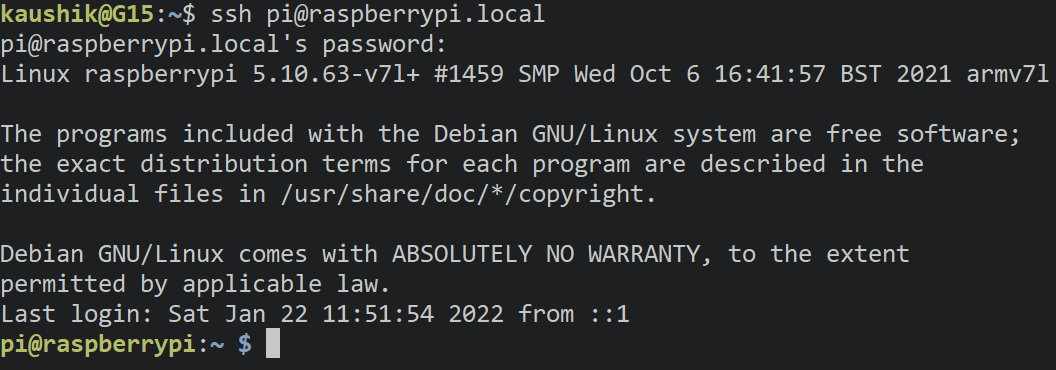 kaushik@G15:~$ ssh pi@raspberrypi.local
pi@raspberrypi.local's password:
Linux raspberrypi 5.10.63-v7l+ #1459 SMP Wed Oct 6 16:41:57 BST 2021 armv7l

The programs included with the Debian GNU/Linux system are free software;
the exact distribution terms for each program are described in the
individual files in /usr/share/doc/*/copyright.

Debian GNU/Linux comes with ABSOLUTELY NO WARRANTY, to the extent
permitted by applicable law.
Last login: Sat Jan 22 11:51:54 2022 from ::1
pi@raspberrypi:~ $